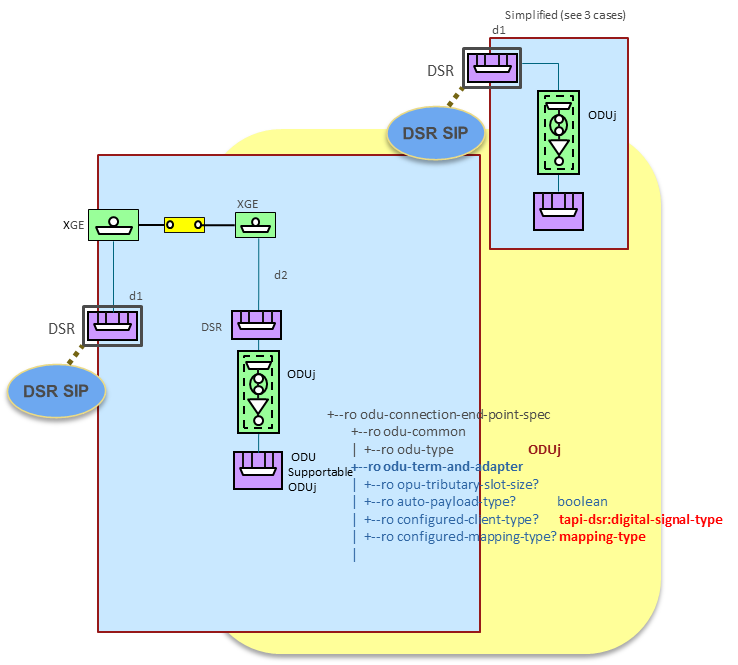 Simplified (see 3 cases)
d1
DSR
DSR SIP
ODUj
XGE
XGE
d2
d1
DSR
DSR
DSR SIP
ODUj
+--ro odu-connection-end-point-spec
+--ro odu-common
| +--ro odu-type ODUj
ODU
Supportable
ODUj
+--ro odu-term-and-adapter
| +--ro opu-tributary-slot-size?
| +--ro auto-payload-type? boolean
| +--ro configured-client-type? tapi-dsr:digital-signal-type
| +--ro configured-mapping-type? mapping-type
|